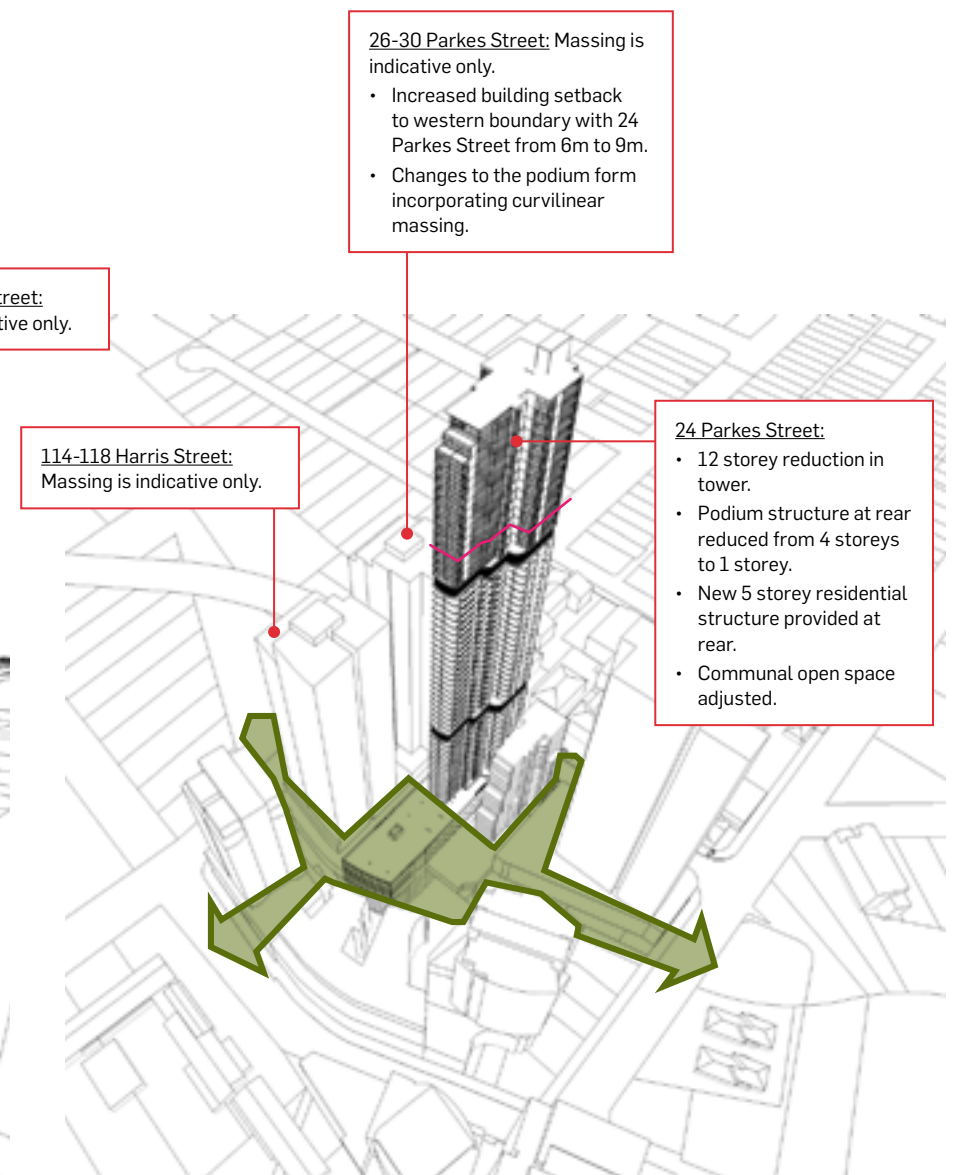 26-30 Parkes Street: Massing is
indicative only.
• Increased building setback
to western boundary with 24
Parkes Street from 6m to 9m.
• Changes to the podium form
incorporating curvilinear
massing.
treet:
tive only.
114-118 Harris Street:
Massing is indicative only.
24 Parkes Street:
• 12 storey reduction in
tower.
• Podium structure at rear
reduced from 4 storeys
to 1 storey.
• New 5 storey residential
structure provided at
rear.
• Communal open space
adjusted.